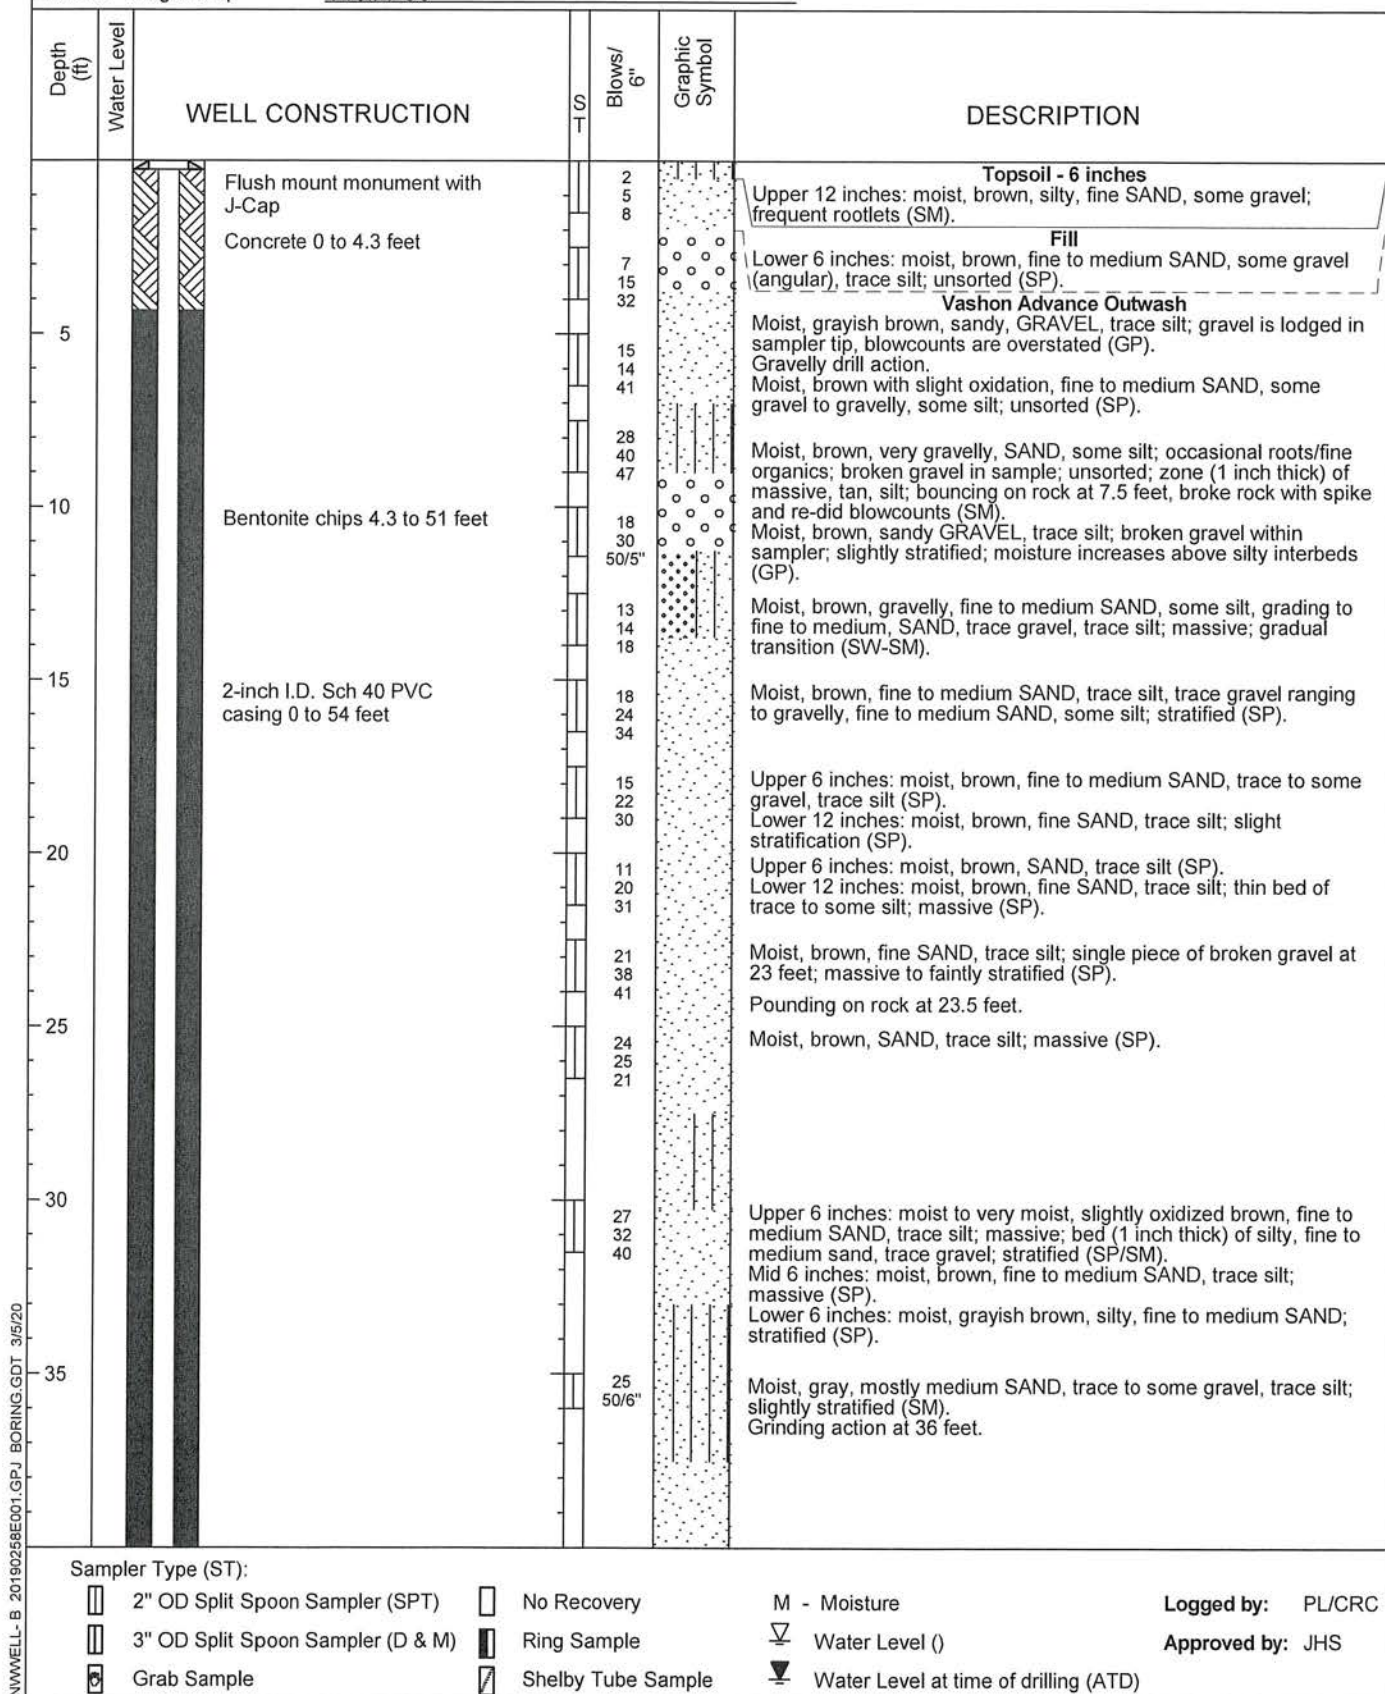 Depth (ft)
Water Level
WELL CONSTRUCTION
S T
Blows/ 6"
Graphic Symbol
DESCRIPTION
Flush mount monument with
J-Cap
Concrete 0 to 4.3 feet
Bentonite chips 4.3 to 51 feet
2-inch I.D. Sch 40 PVC
casing 0 to 54 feet
5
10
15
20
25
30
35
2
5
8
7
15
32
15
14
41
28
40
47
18
30
50/5"
13
14
18
18
24
34
15
22
30
11
20
31
21
38
41
24
25
21
27
32
40
25
50/6"
Topsoil - 6 inches
Upper 12 inches: moist, brown, silty, fine SAND, some gravel;
frequent rootlets (SM).
Fill
Lower 6 inches: moist, brown, fine to medium SAND, some gravel
(angular), trace silt; unsorted (SP).
Vashon Advance Outwash
Moist, grayish brown, sandy, GRAVEL, trace silt; gravel is lodged in
sampler tip, blowcounts are overstated (GP).
Gravelly drill action.
Moist, brown with slight oxidation, fine to medium SAND, some
gravel to gravelly, some silt; unsorted (SP).
Moist, brown, very gravelly, SAND, some silt; occasional roots/fine
organics; broken gravel in sample; unsorted; zone (1 inch thick) of
massive, tan, silt; bouncing on rock at 7.5 feet, broke rock with spike
and re-did blowcounts (SM).
Moist, brown, sandy GRAVEL, trace silt; broken gravel within
sampler; slightly stratified; moisture increases above silty interbeds
(GP).
Moist, brown, gravelly, fine to medium SAND, some silt, grading to
fine to medium, SAND, trace gravel, trace silt; massive; gradual
transition (SW-SM).
Moist, brown, fine to medium SAND, trace silt, trace gravel ranging
to gravelly, fine to medium SAND, some silt; stratified (SP).
Upper 6 inches: moist, brown, fine to medium SAND, trace to some
gravel, trace silt (SP).
Lower 12 inches: moist, brown, fine SAND, trace silt; slight
stratification (SP).
Upper 6 inches: moist, brown, SAND, trace silt (SP).
Lower 12 inches: moist, brown, fine SAND, trace silt; thin bed of
trace to some silt; massive (SP).
Moist, brown, fine SAND, trace silt; single piece of broken gravel at
23 feet; massive to faintly stratified (SP).
Pounding on rock at 23.5 feet.
Moist, brown, SAND, trace silt; massive (SP).
Upper 6 inches: moist to very moist, slightly oxidized brown, fine to
medium SAND, trace silt; massive; bed (1 inch thick) of silty, fine to
medium sand, trace gravel; stratified (SP/SM).
Mid 6 inches: moist, brown, fine to medium SAND, trace silt;
massive (SP).
Lower 6 inches: moist, grayish brown, silty, fine to medium SAND;
stratified (SP).
Moist, gray, mostly medium SAND, trace to some gravel, trace silt;
slightly stratified (SM).
Grinding action at 36 feet.
NWWELL- B 20190258E001.GPJ BORING.GDT 3/5/20
Sampler Type (ST):
2" OD Split Spoon Sampler (SPT)
3" OD Split Spoon Sampler (D & M)
Grab Sample
No Recovery
Ring Sample
Shelby Tube Sample
M - Moisture
Water Level ()
Water Level at time of drilling (ATD)
Logged by: PL/CRC
Approved by: JHS